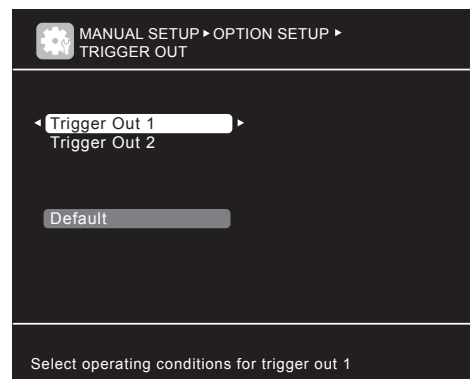 MANUAL SETUP ▸ OPTION SETUP ▸
TRIGGER OUT
◂ Trigger Out 1 ▸
Trigger Out 2
Default
Select operating conditions for trigger out 1